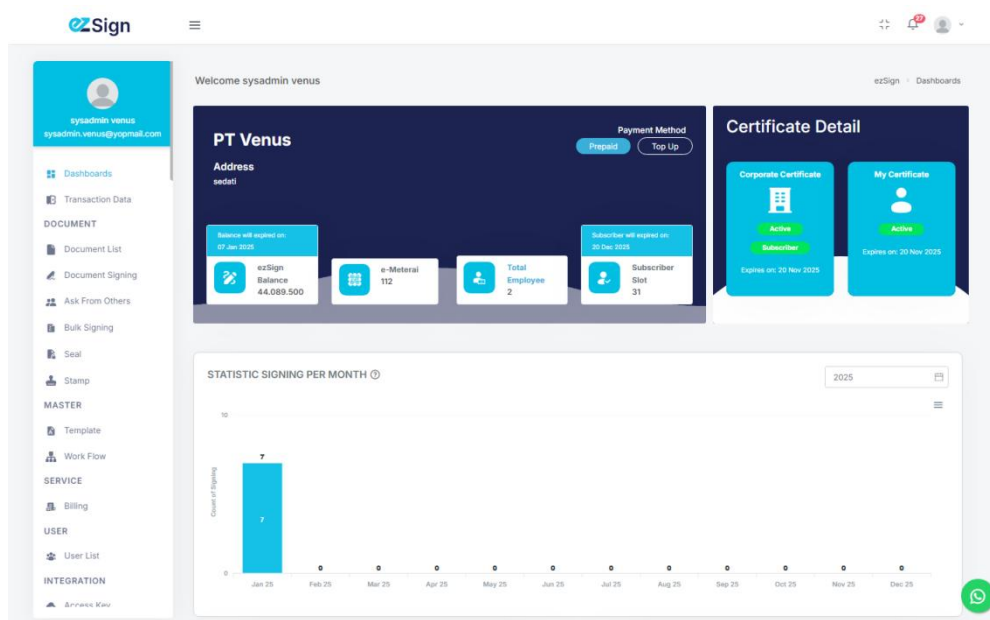 ezSign
27
sysadmin venus
sysadmin.venus@yopmail.com
Dashboards
Transaction Data
DOCUMENT
Document List
Document Signing
Ask From Others
Bulk Signing
Seal
Stamp
MASTER
Template
Work Flow
SERVICE
Billing
USER
User List
INTEGRATION
Access Key
Welcome sysadmin venus
ezSign Dashboards
PT Venus
Address
sedati
Payment Method
Prepaid Top Up
Balance will expired on:
07 Jan 2025
ezSign
Balance
44.089.500
e-Meterai
112
Total
Employee
2
Subscriber will expired on:
20 Dec 2025
Subscriber
Slot
31
Certificate Detail
Corporate Certificate
Active
Subscriber
Expires on: 20 Nov 2025
My Certificate
Active
Expires on: 20 Nov 2025
STATISTIC SIGNING PER MONTH
2025
Count of Signing
10
0
7
7
0 0 0 0 0 0 0 0 0 0 0
Jan 25 Feb 25 Mar 25 Apr 25 May 25 Jun 25 Jul 25 Aug 25 Sep 25 Oct 25 Nov 25 Dec 25